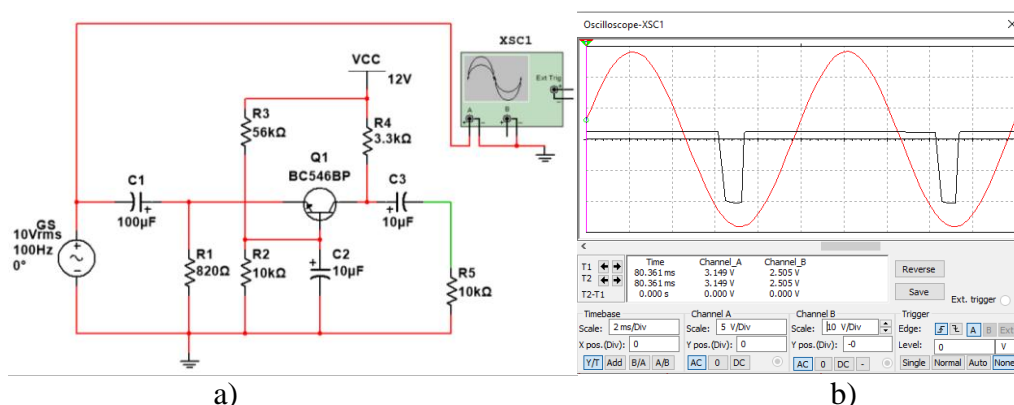 Oscilloscope-XSC1
XSC1
Ext Trig
A
B
VCC
12V
R3
56kΩ
R4
3.3kΩ
Q1
BC546BP
C1
100µF
C3
10µF
GS
10Vrms
100Hz
0°
R1
820Ω
R2
10kΩ
C2
10µF
R5
10kΩ
Time Channel_A Channel_B
T1 80.361 ms 3.149 V 2.505 V
T2 80.361 ms 3.149 V 2.505 V
T2-T1 0.000 s 0.000 V 0.000 V
Reverse
Save
Ext. trigger
Timebase Channel A Channel B Trigger
Scale: 2 ms/Div Scale: 5 V/Div Scale: 10 V/Div Edge: A B Ext
X pos.(Div): 0 Y pos.(Div): 0 Y pos.(Div): -0 Level: 0 V
Y/T Add B/A A/B AC 0 DC AC 0 DC - Single Normal Auto None
a) b)